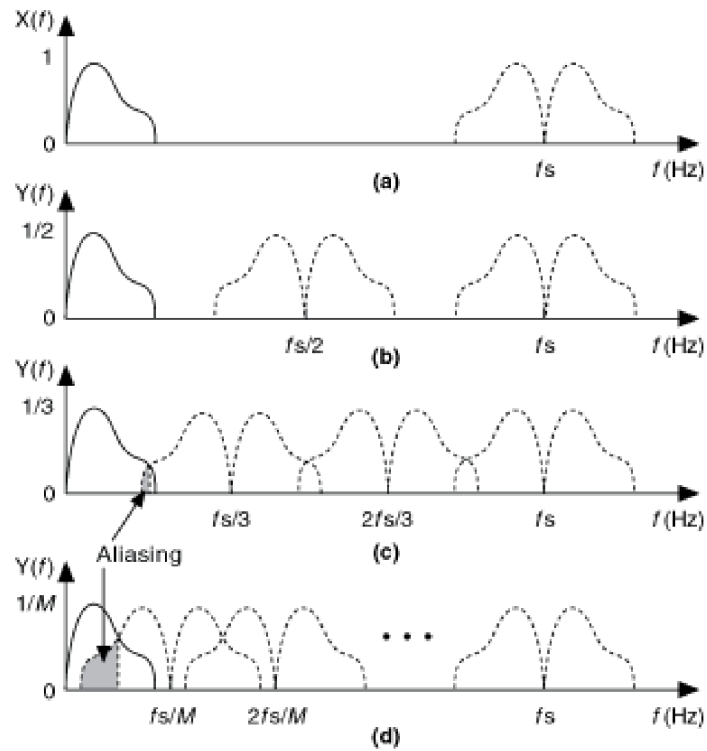 X(f)
1
0
fs
f (Hz)
(a)
Y(f)
1/2
0
fs/2
fs
f (Hz)
(b)
Y(f)
1/3
0
fs/3
2fs/3
fs
f (Hz)
(c)
Aliasing
Y(f)
1/M
0
fs/M
2fs/M
• • •
fs
f (Hz)
(d)